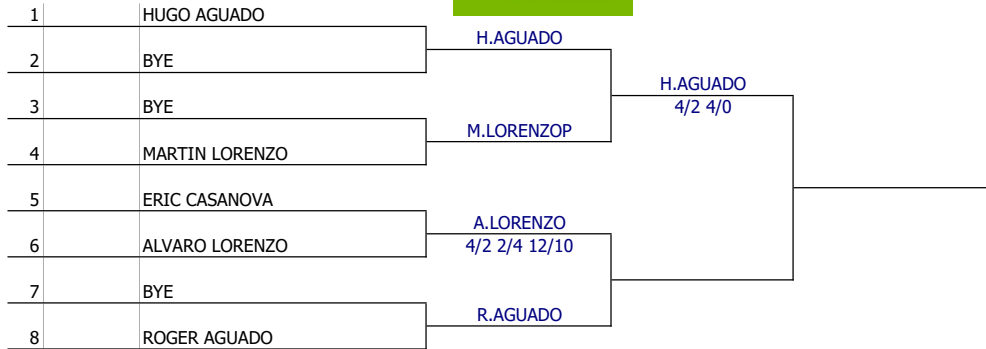 1 HUGO AGUADO
H.AGUADO
2 BYE
H.AGUADO
4/2 4/0
3 BYE
M.LORENZOP
4 MARTIN LORENZO
5 ERIC CASANOVA
A.LORENZO
4/2 2/4 12/10
6 ALVARO LORENZO
7 BYE
R.AGUADO
8 ROGER AGUADO